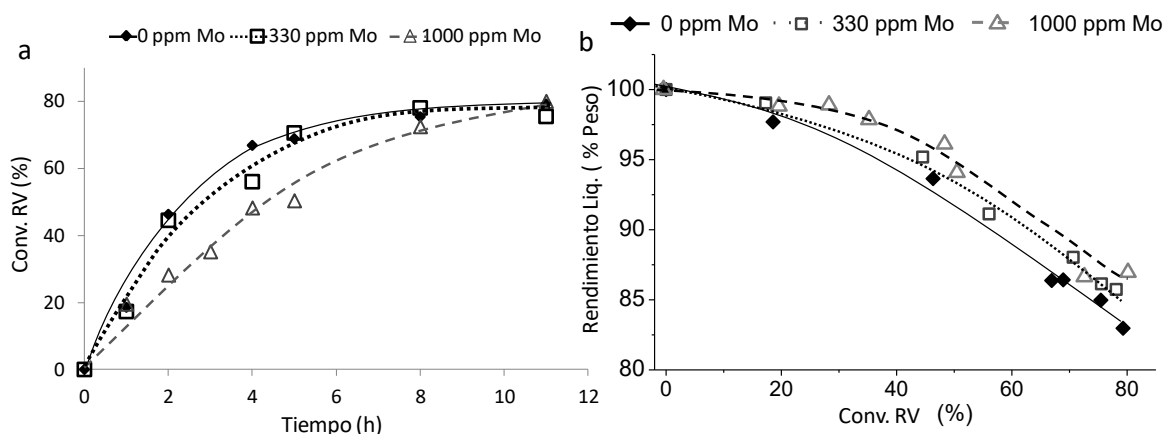 a
0 ppm Mo 330 ppm Mo 1000 ppm Mo
Conv. RV (%)
80
60
40
20
0
0 2 4 6 8 10 12
Tiempo (h)
b
0 ppm Mo 330 ppm Mo 1000 ppm Mo
Rendimiento Liq. ( % Peso)
100
95
90
85
80
0 20 40 60 80
Conv. RV (%)